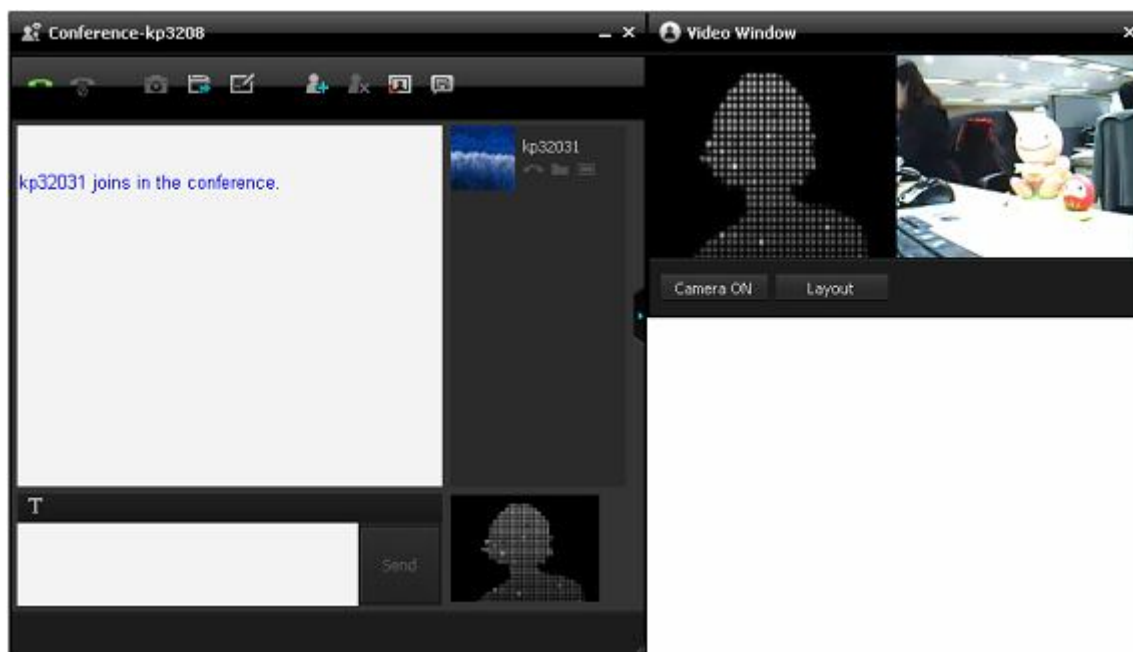 Conference-kp3208
Video Window
kp32031
kp32031 joins in the conference.
Camera ON
Layout
T
Send